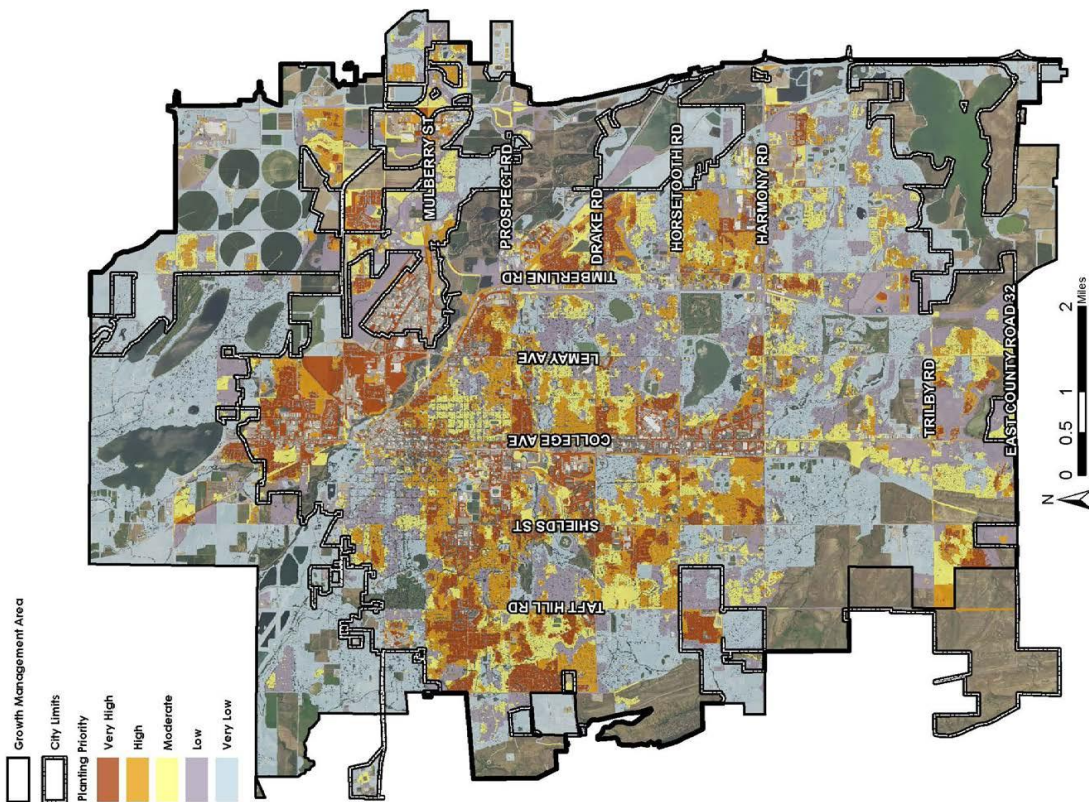 Growth Management Area
City Limits
Planting Priority
Very High
High
Moderate
Low
Very Low
MULBERRY ST
PROSPECT RD
DRAKE RD
HORSETOOTH RD
HARMONY RD
TIMBERLINE RD
LEMAY AVE
COLLEGE AVE
SHIELDS ST
TAFT HILL RD
TRILBY RD
EAST COUNTY ROAD 32
N
0 0.5 1 2
Miles